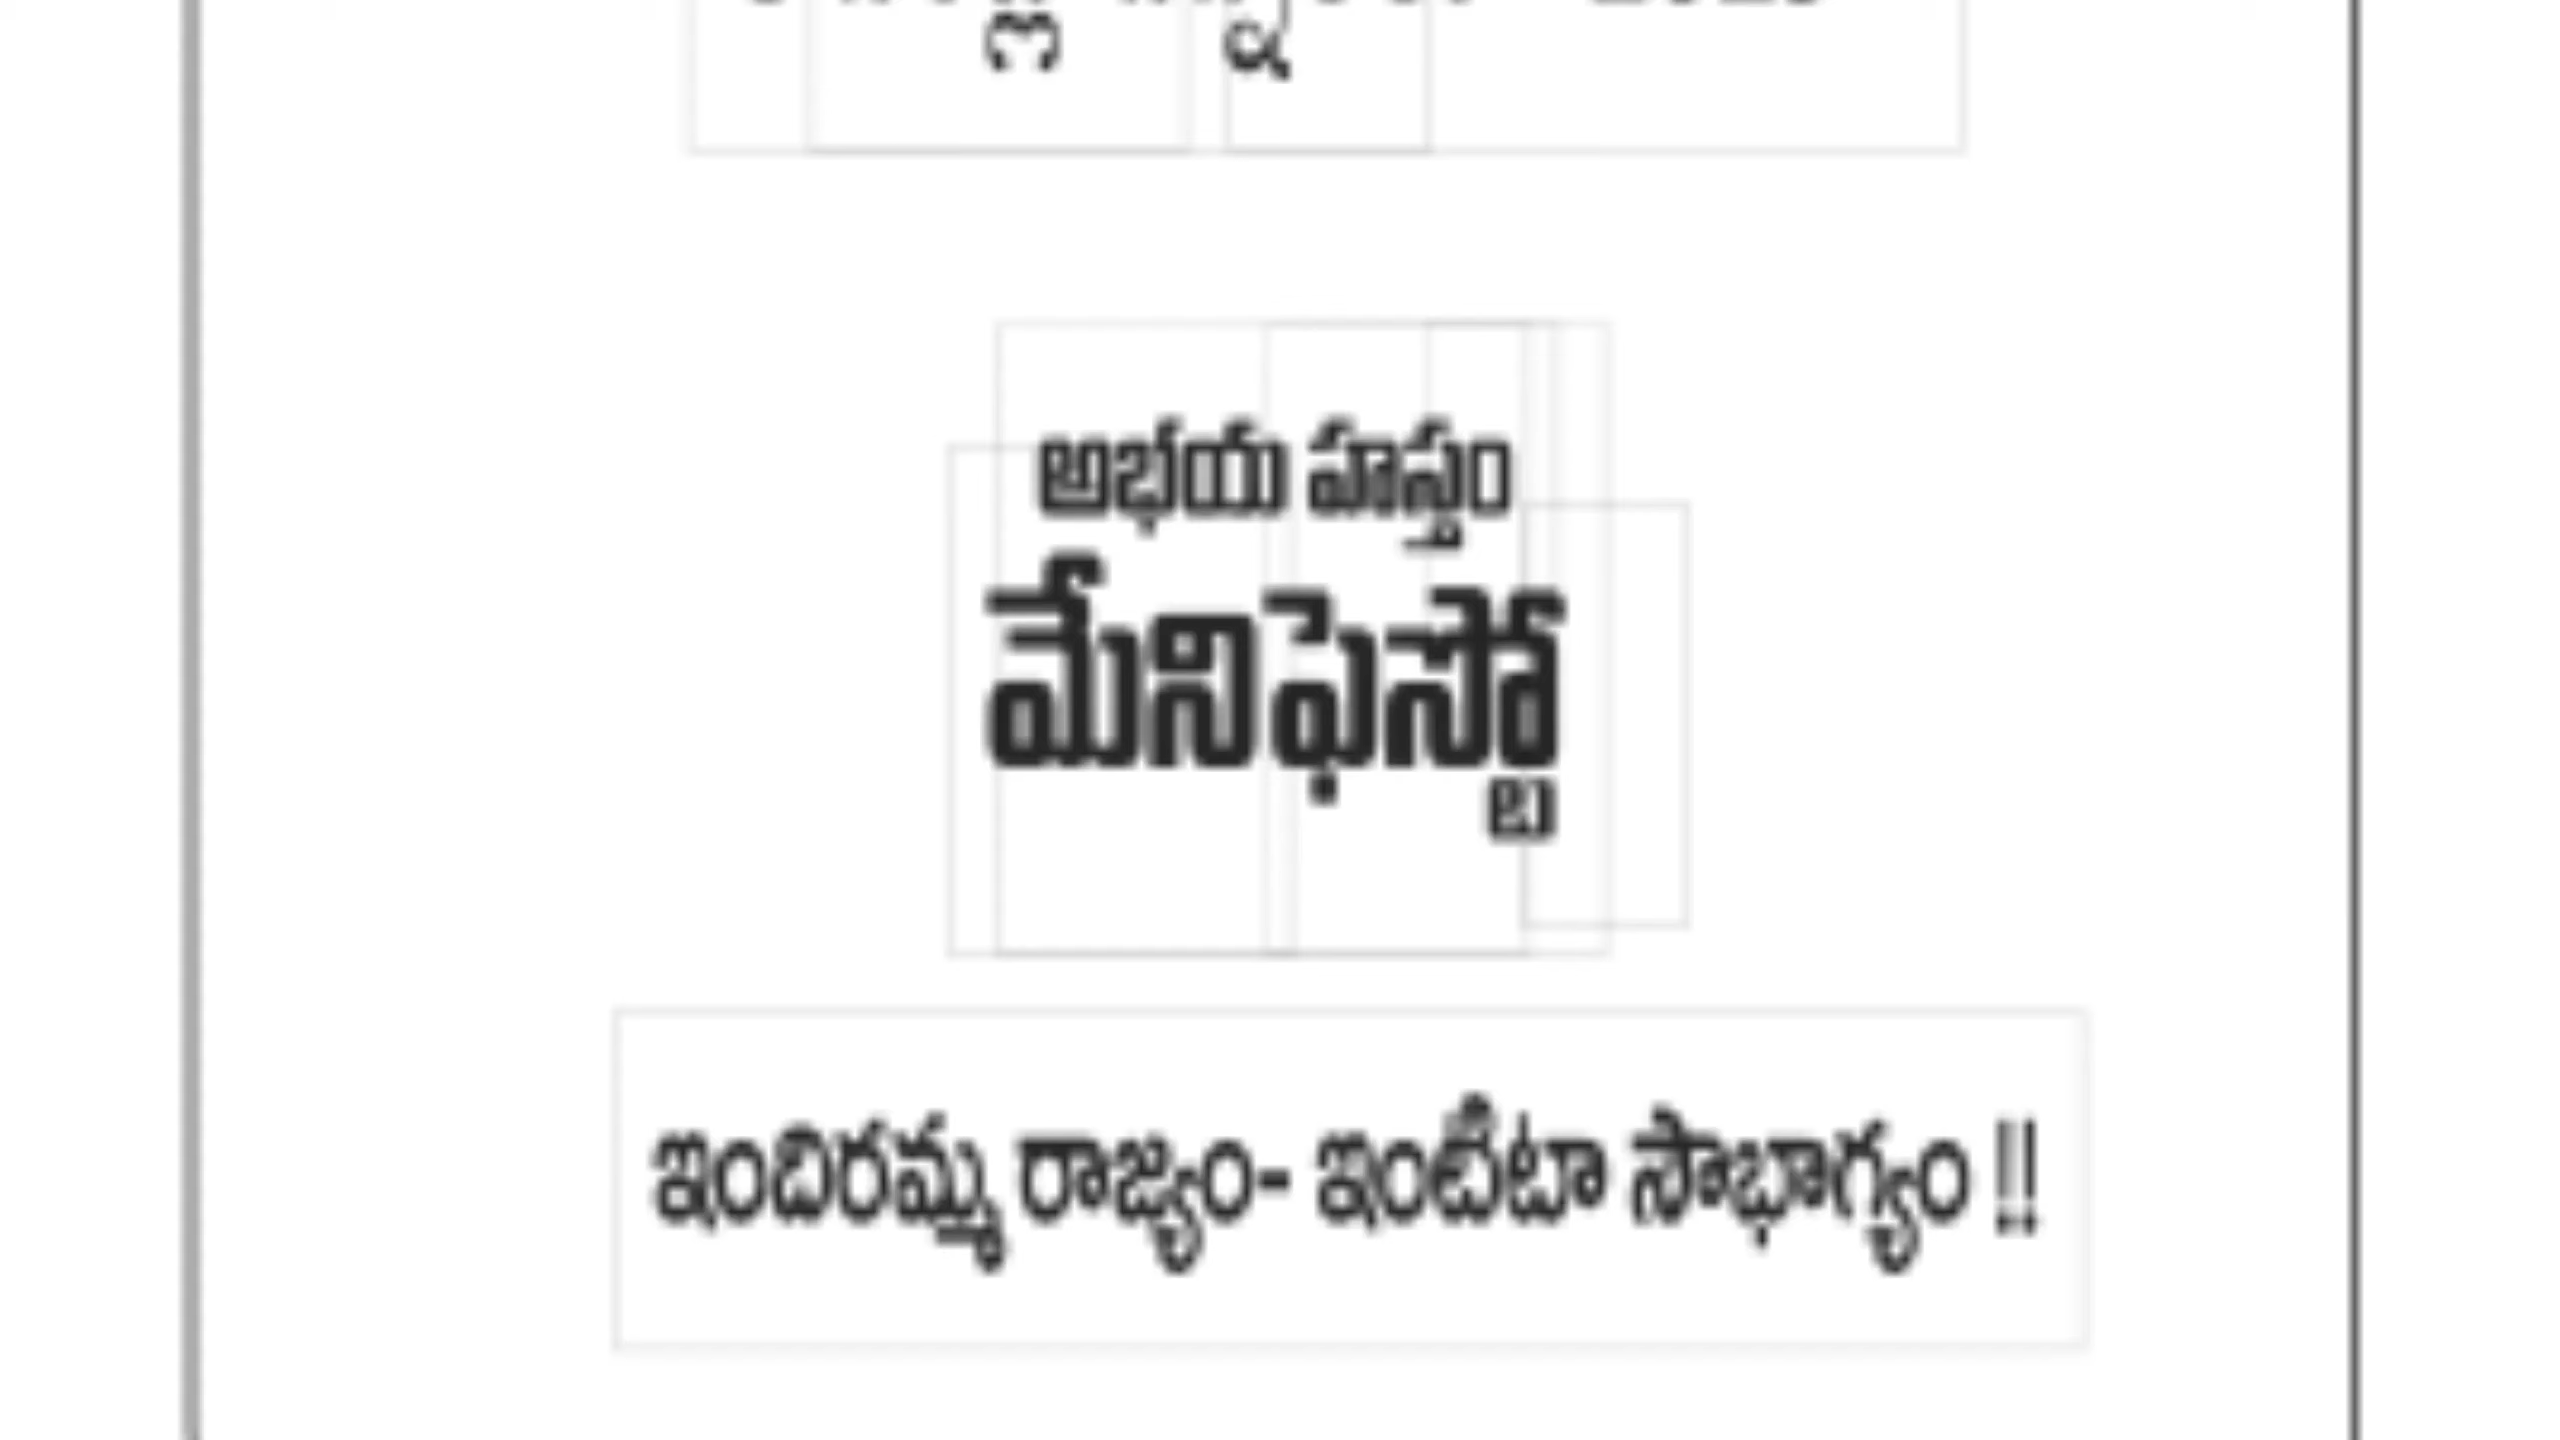 అభయ హస్తం
మేనిఫెస్టో
ఇందిరమ్మ రాజ్యం- ఇంటింటా సౌభాగ్యం !!